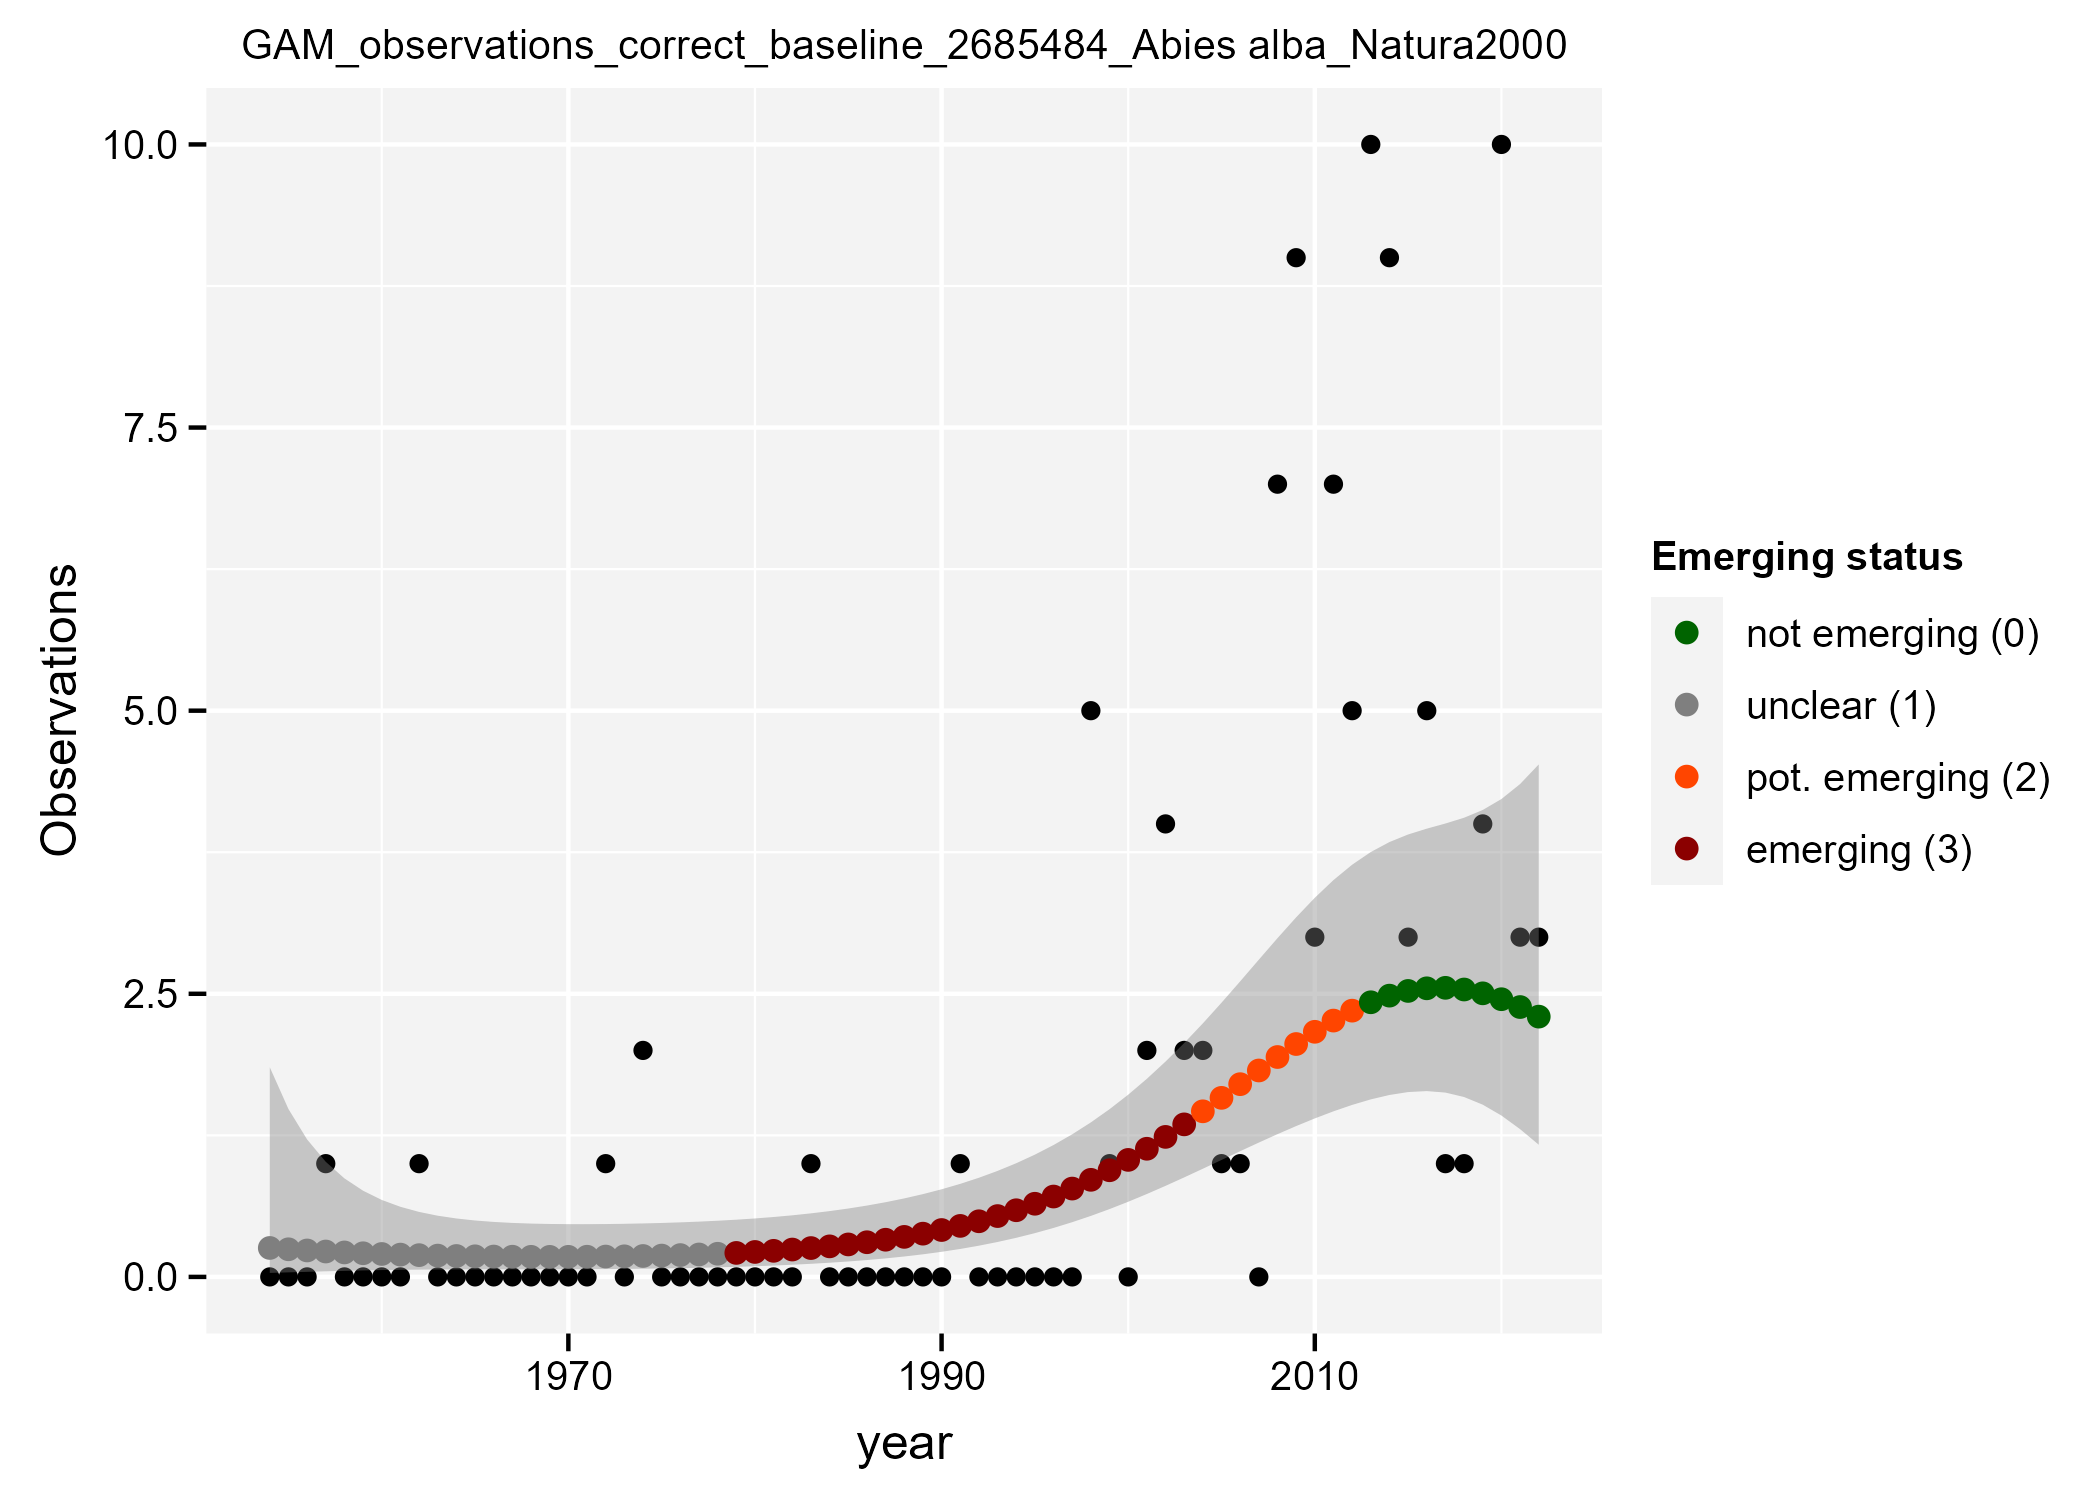 GAM_observations_correct_baseline_2685484_Abies alba_Natura2000
10.0
7.5
5.0
2.5
0.0
Observations
1970
1990
2010
year
Emerging status
not emerging (0)
unclear (1)
pot. emerging (2)
emerging (3)